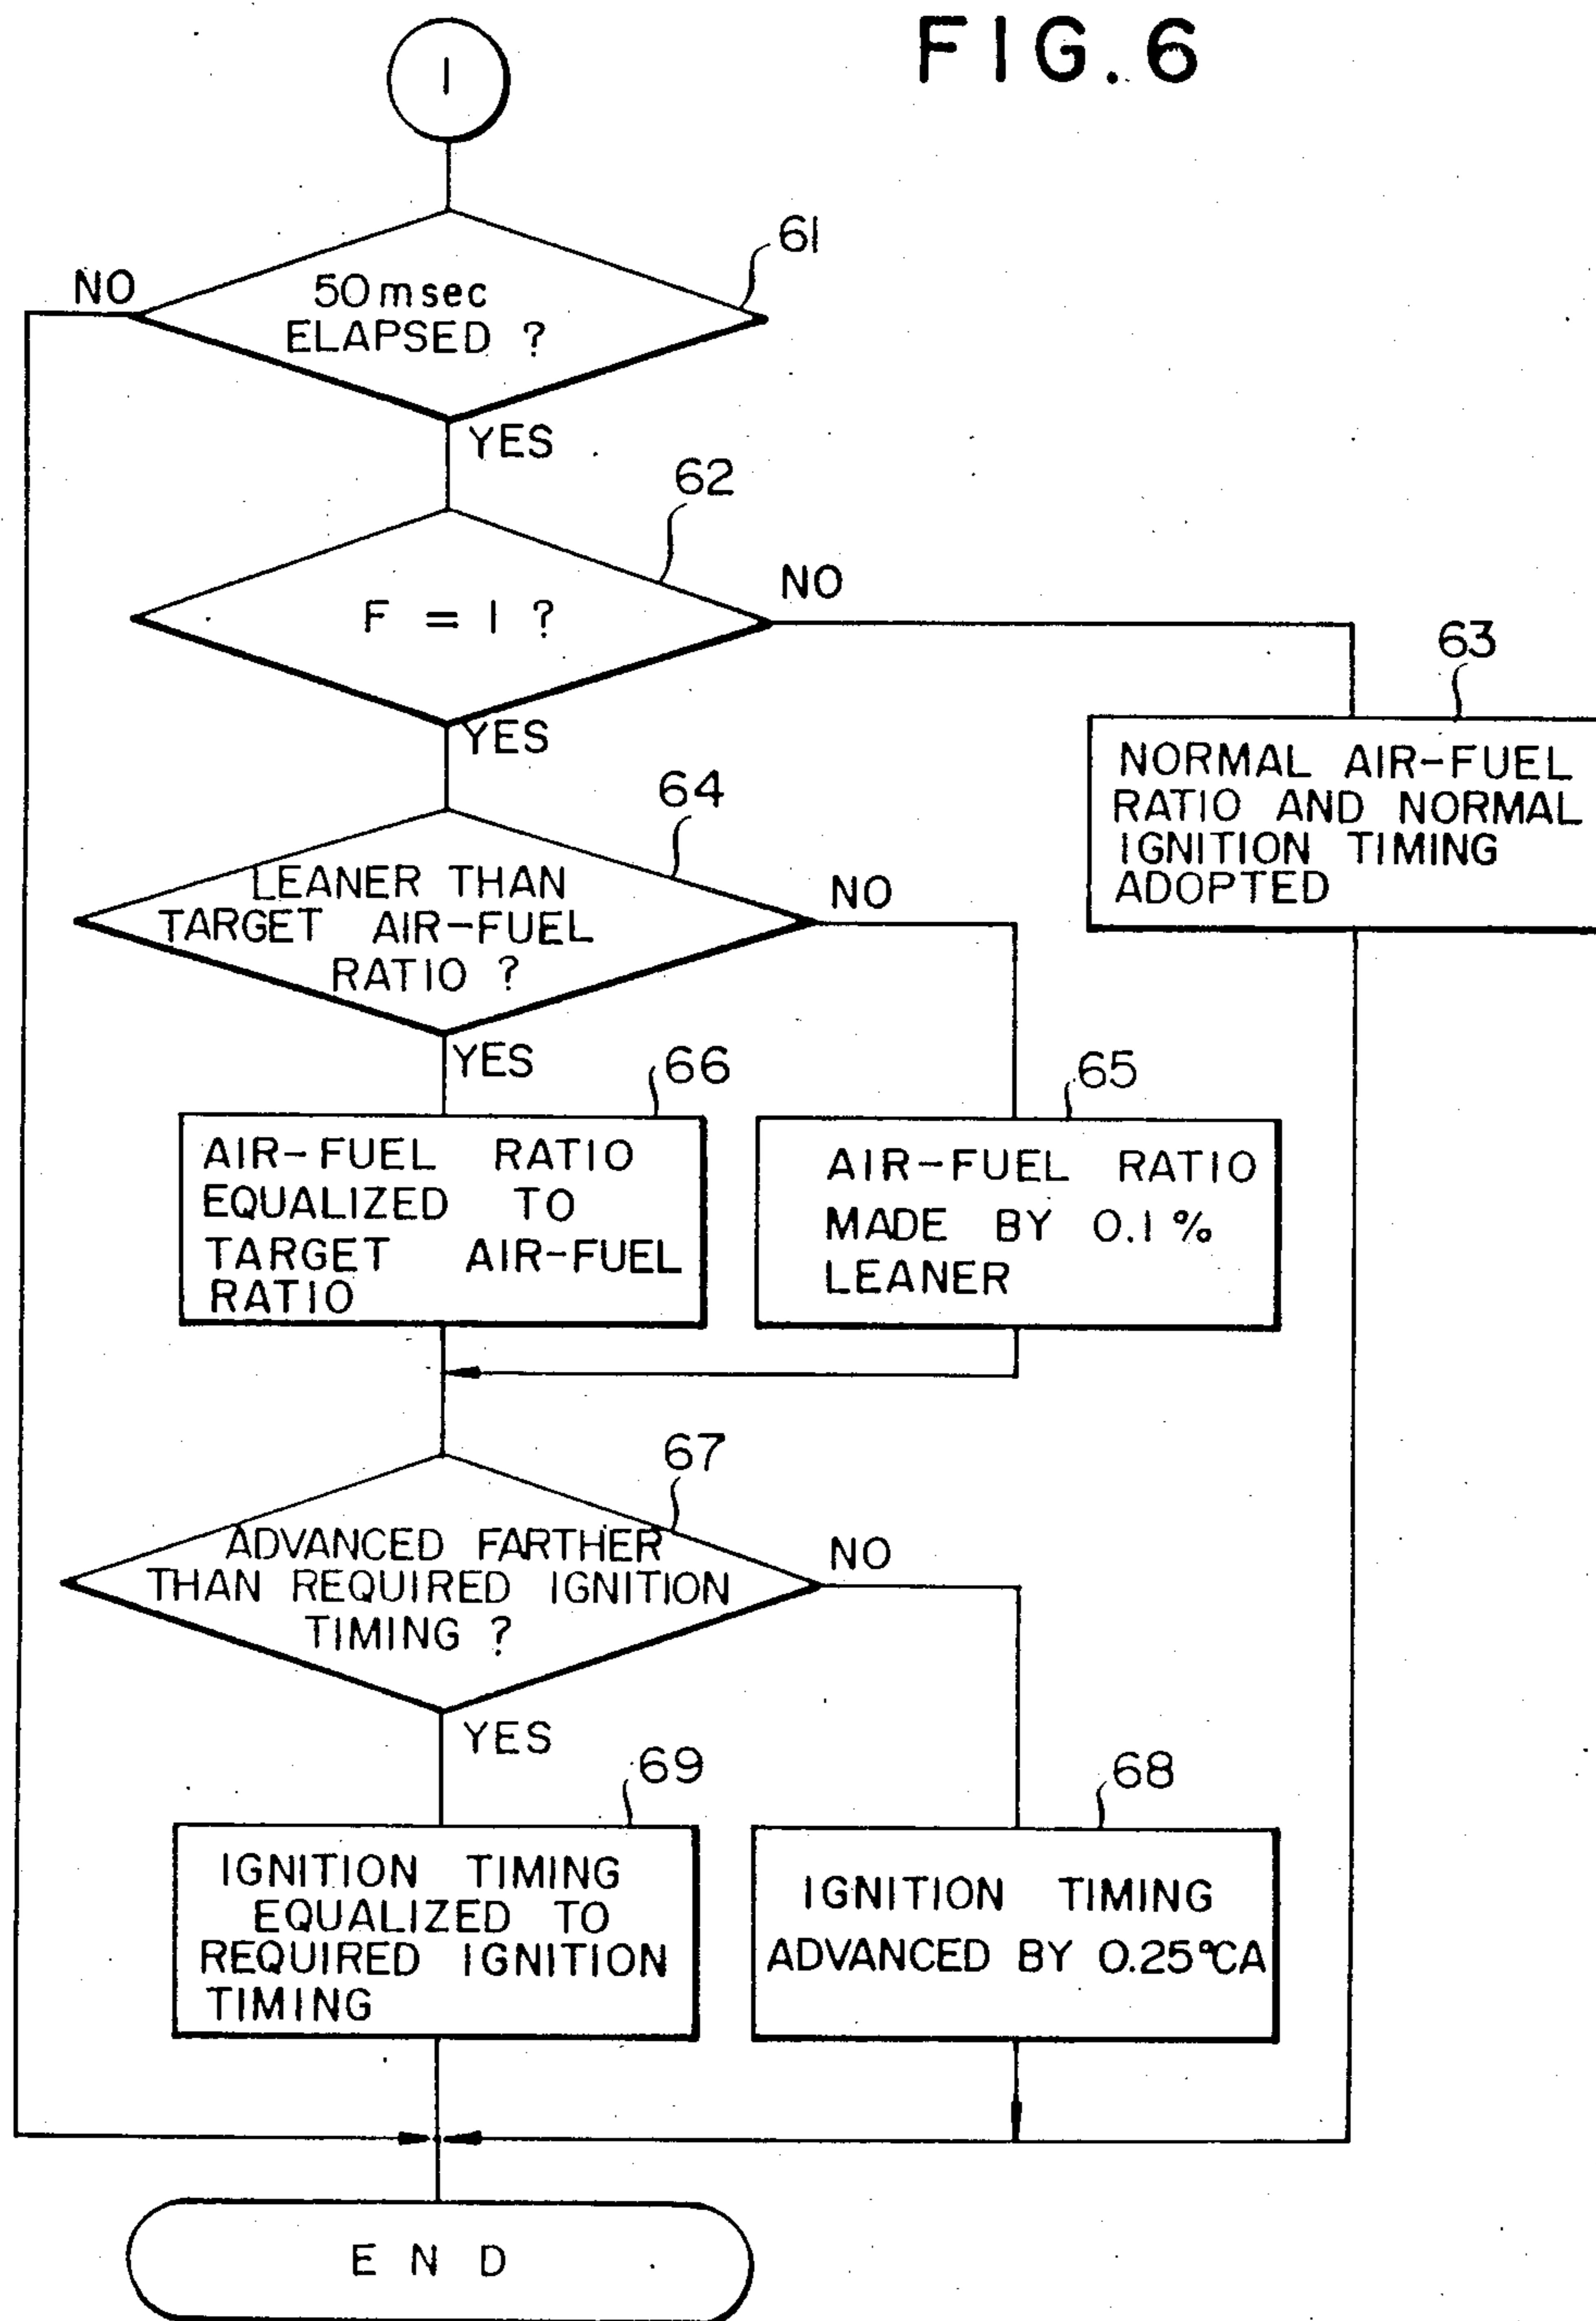 FIG. 6
1
61
NO
50 msec
ELAPSED ?
YES
62
F = 1 ?
NO
YES
63
NORMAL AIR-FUEL
RATIO AND NORMAL
IGNITION TIMING
ADOPTED
64
LEANER THAN
TARGET AIR-FUEL
RATIO ?
NO
YES
66
AIR-FUEL RATIO
EQUALIZED TO
TARGET AIR-FUEL
RATIO
65
AIR-FUEL RATIO
MADE BY 0.1%
LEANER
67
ADVANCED FARTHER
THAN REQUIRED IGNITION
TIMING ?
NO
YES
69
IGNITION TIMING
EQUALIZED TO
REQUIRED IGNITION
TIMING
68
IGNITION TIMING
ADVANCED BY 0.25°CA
END